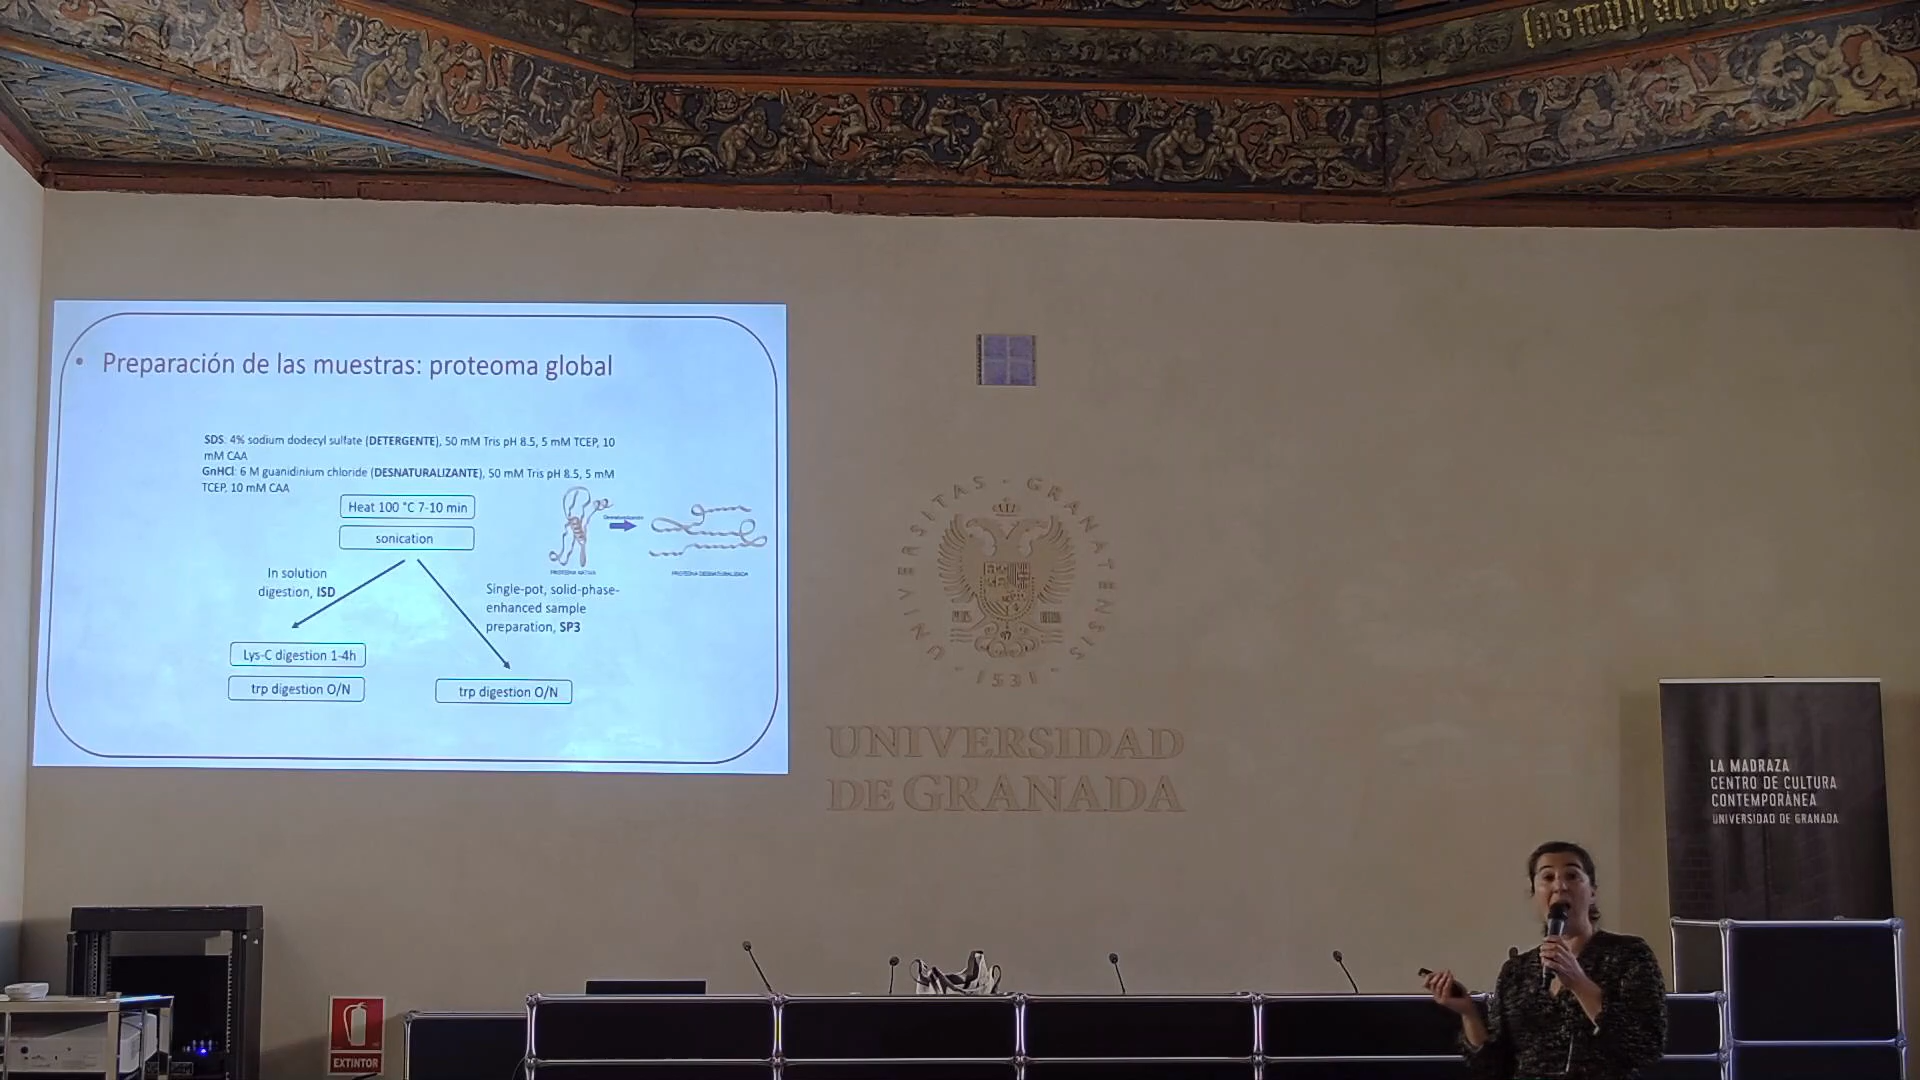 • Preparación de las muestras: proteoma global
SDS: 4% sodium dodecyl sulfate (DETERGENTE), 50 mM Tris pH 8.5, 5 mM TCEP, 10
mM CAA
GnHCl: 6 M guanidinium chloride (DESNATURALIZANTE), 50 mM Tris pH 8.5, 5 mM
TCEP, 10 mM CAA
Heat 100 °C 7-10 min
sonication
In solution
digestion, ISD
Single-pot, solid-phase-
enhanced sample
preparation, SP3
PROTEINA NATIVA
PROTEINA DESNATURALIZADA
Lys-C digestion 1-4h
trp digestion O/N
trp digestion O/N
UNIVERSITAS · GRANATENSIS
· 1531 ·
UNIVERSIDAD
DE GRANADA
LA MADRAZA
CENTRO DE CULTURA
CONTEMPORÁNEA
UNIVERSIDAD DE GRANADA
EXTINTOR